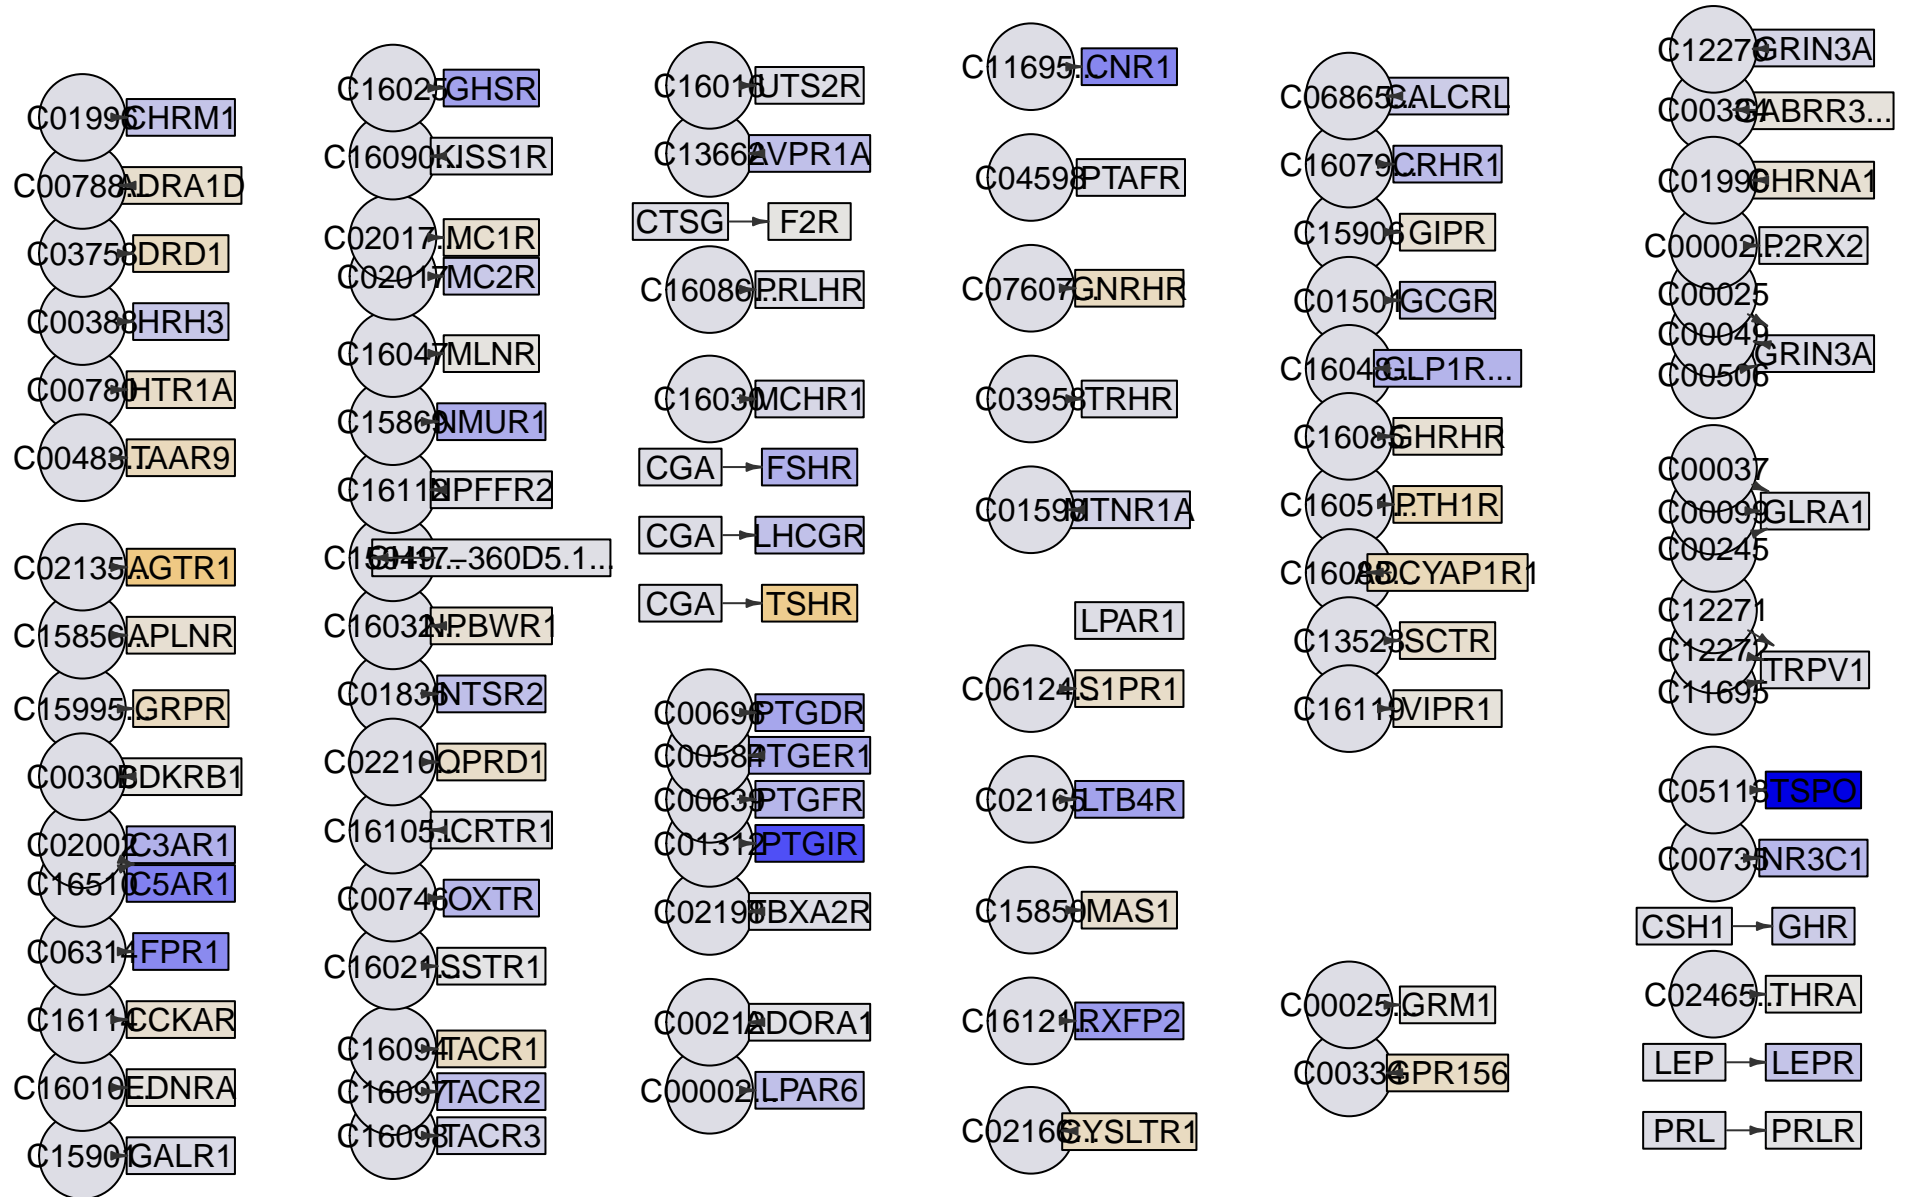 C01996 CHRM1
C00788... ADRA1D
C03758 DRD1
C00388 HRH3
C00780 HTR1A
C00483... TAAR9
C02135... AGTR1
C15856... APLNR
C15995... GRPR
C00306 BDKRB1
C02002 C3AR1
C16510 C5AR1
C06314 FPR1
C16114 CCKAR
C16010... EDNRA
C15901 GALR1
C16025 GHSR
C16090... KISS1R
C02017... MC1R
C02017 MC2R
C16047 MLNR
C15869 NMUR1
C16118 NPFFR2
360D5.1...
C16032... NPBWR1
C01836 NTSR2
C02210... OPRD1
C16105... HCRTR1
C00746 OXTR
C16021... SSTR1
C16094 TACR1
C16097 TACR2
C16098 TACR3
C16016 UTS2R
C13662 AVPR1A
CTSG F2R
C16086... PRLHR
C16030 MCHR1
CGA FSHR
CGA LHCGR
CGA TSHR
C00696 PTGDR
C00584 PTGER1
C00639 PTGFR
C01312 PTGIR
C02198 TBXA2R
C00212 ADORA1
C00002... LPAR6
C11695... CNR1
C04598 PTAFR
C07607... GNRHR
C03958 TRHR
C01598 MTNR1A
LPAR1
C06124... S1PR1
C02165 LTB4R
C15850 MAS1
C16121... RXFP2
C02166... CYSLTR1
C06865... CALCRL
C16079... CRHR1
C15906 GIPR
C01501 GCGR
C16048... GLP1R...
C16085 GHRHR
C16051... PTH1R
C16088... ADCYAP1R1
C13523 SCTR
C16119 VIPR1
C00025... GRM1
C00334 GPR156
C12270 GRIN3A
C00334 GABRR3...
C01996 CHRNA1
C00002... P2RX2
C00025
C00049
GRIN3A
C00506
C00037
C00099 GLRA1
C00245
C12271
C12272
TRPV1
C11695
C05118 TSPO
C00735 NR3C1
CSH1 GHR
C02465... THRA
LEP LEPR
PRL PRLR